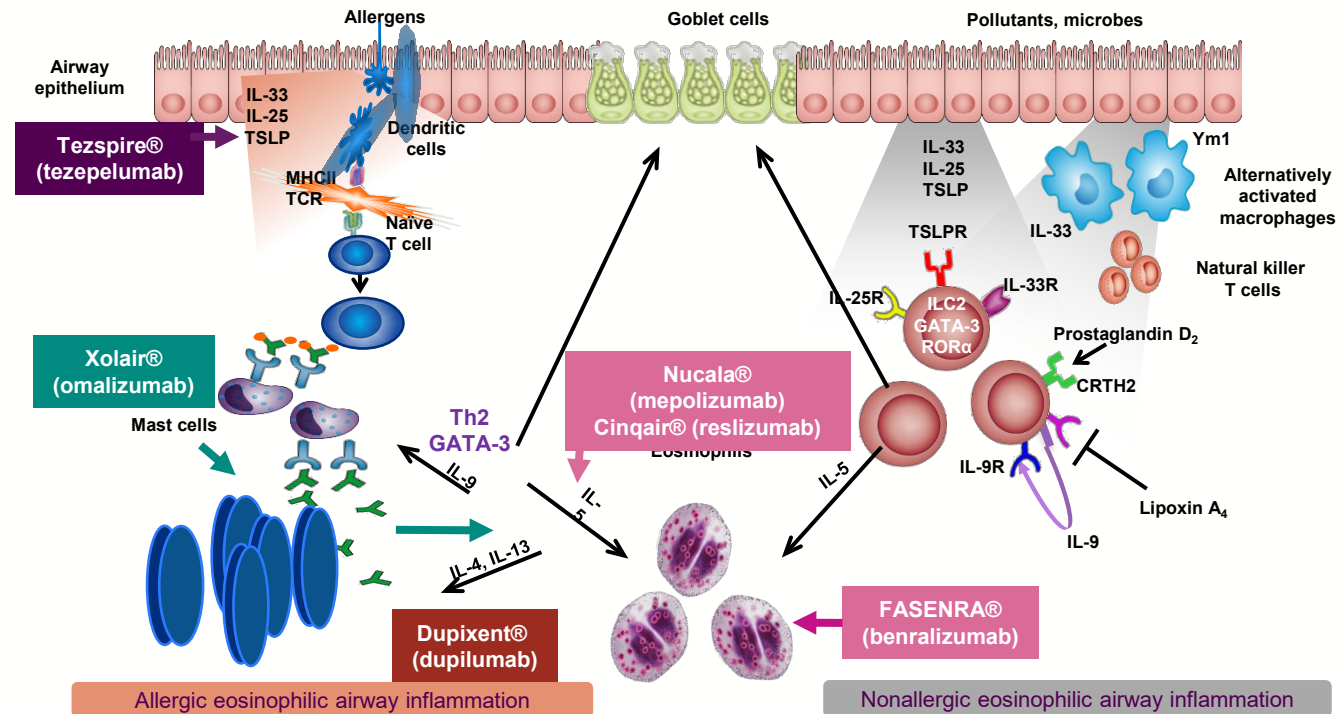 Allergens
Goblet cells
Pollutants, microbes
Airway
epithelium
IL-33
IL-25
TSLP
Tezspire®
(tezepelumab)
Dendritic
cells
MHCII
TCR
Naïve
T cell
IL-33
IL-25
TSLP
Ym1
Alternatively
activated
macrophages
IL-33
TSLPR
IL-25R
IL-33R
ILC2
GATA-3
RORα
Natural killer
T cells
Prostaglandin D2
CRTH2
Xolair®
(omalizumab)
Mast cells
Th2
GATA-3
Nucala®
(mepolizumab)
Cinqair® (reslizumab)
Eosinophils
IL-9
IL-
5
IL-5
IL-9R
Lipoxin A4
IL-9
IL-4, IL-13
Dupixent®
(dupilumab)
FASENRA®
(benralizumab)
Allergic eosinophilic airway inflammation
Nonallergic eosinophilic airway inflammation